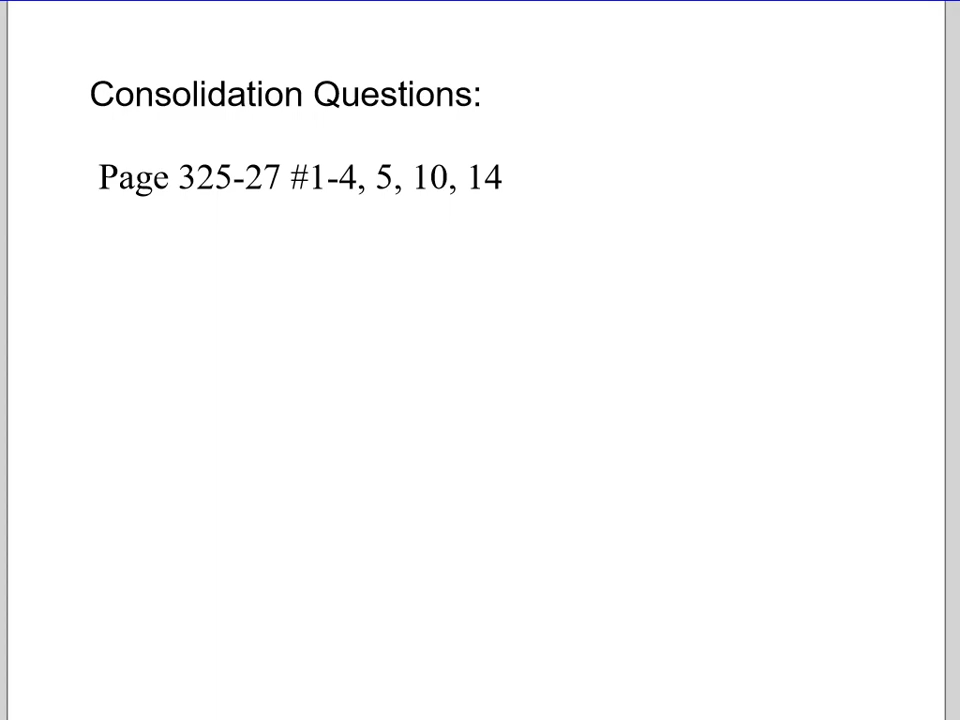 Consolidation Questions:
Page 325-27 #1-4, 5, 10, 14